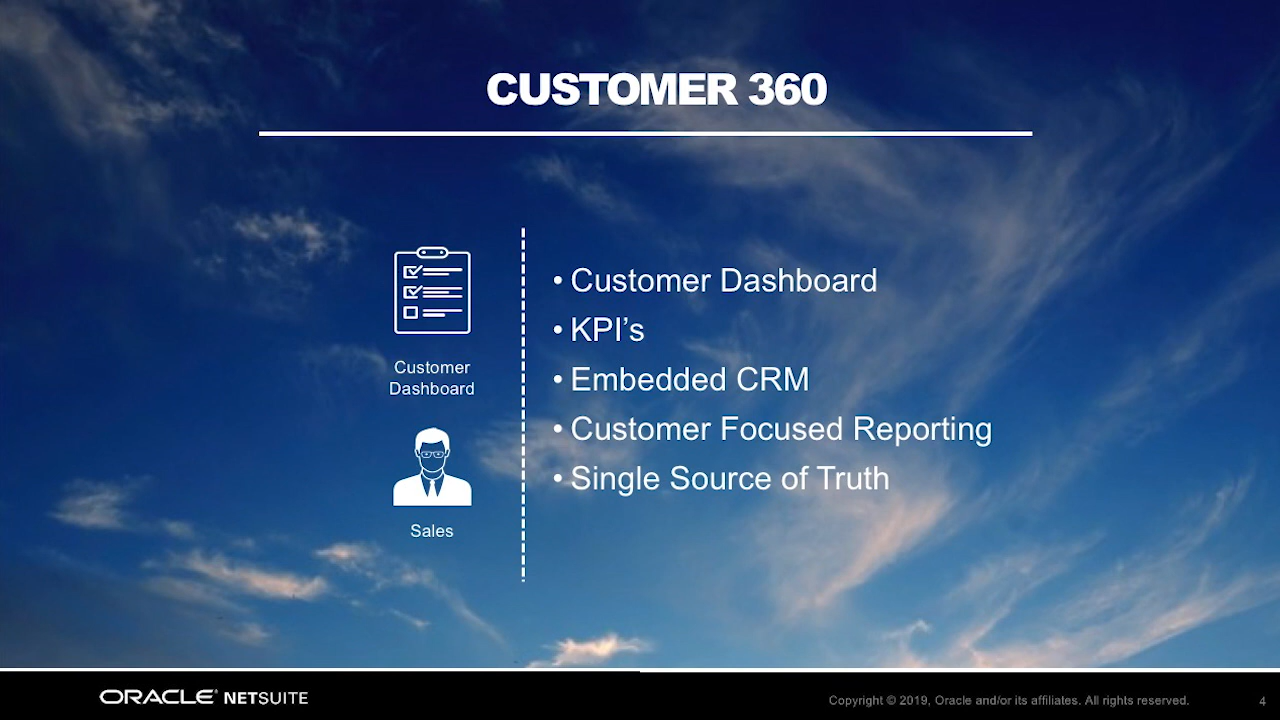 CUSTOMER 360
Customer
Dashboard
Sales
• Customer Dashboard
• KPI’s
• Embedded CRM
• Customer Focused Reporting
• Single Source of Truth
ORACLE® NETSUITE
Copyright © 2019, Oracle and/or its affiliates. All rights reserved.
4